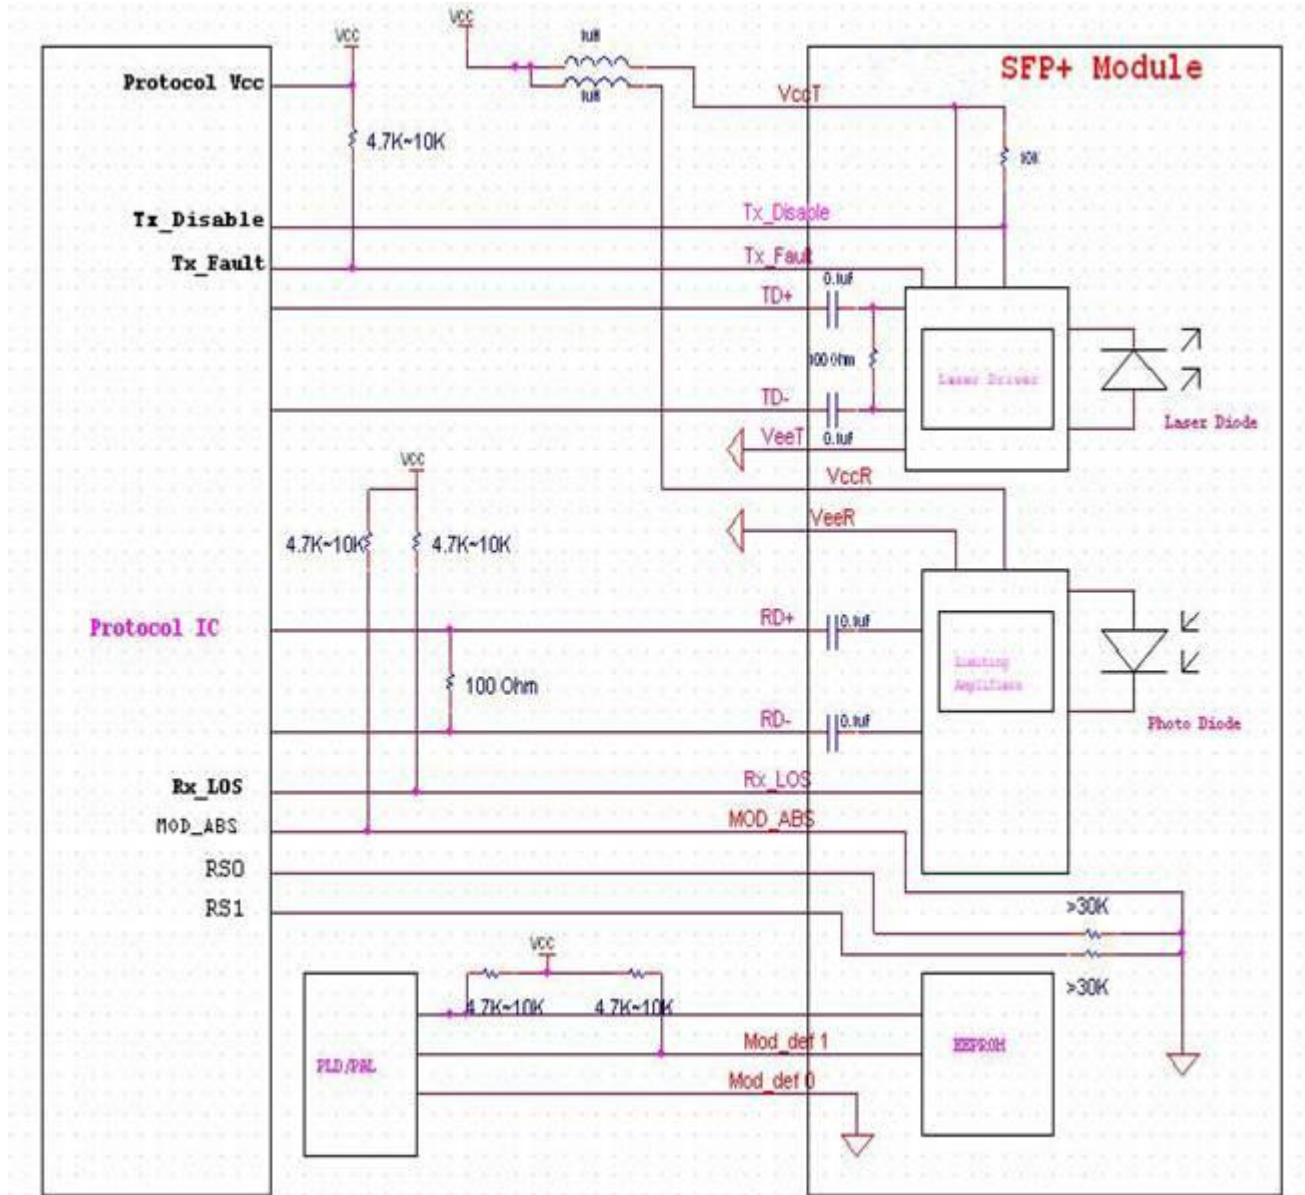 Vcc
Vcc
1uH
SFP+ Module
Protocol Vcc
1uH
VccT
4.7K~10K
10K
Tx_Disable
Tx_Disable
Tx_Fault
Tx_Fault
0.1uF
TD+
100 Ohm
Laser Driver
TD-
Laser Diode
VeeT
0.1uF
Vcc
VccR
VeeR
4.7K~10K
4.7K~10K
Protocol IC
RD+
0.1uF
Limiting
Amplifiers
100 Ohm
RD-
0.1uF
Photo Diode
Rx_LOS
Rx_LOS
MOD_ABS
MOD_ABS
RS0
RS1
>30K
Vcc
>30K
4.7K~10K
4.7K~10K
Mod_def 1
EEPROM
PLD/PAL
Mod_def 0